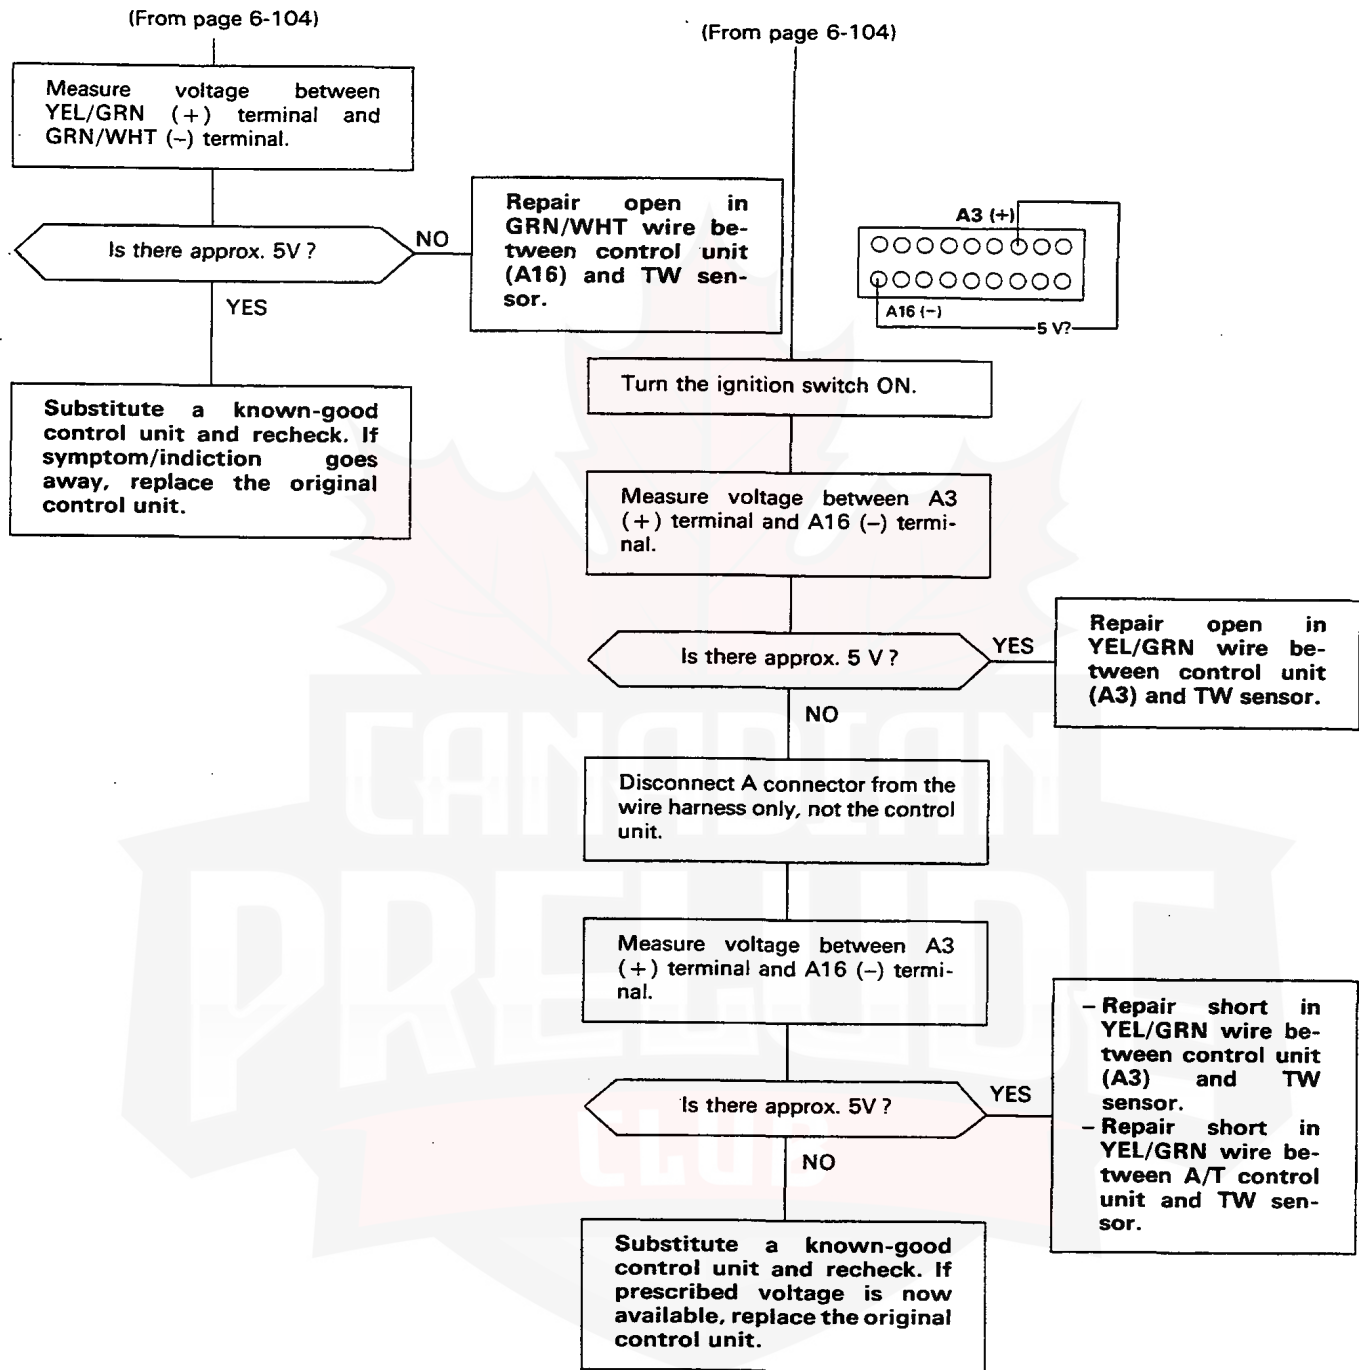 (From page 6-104)
Measure voltage between
YEL/GRN (+) terminal and
GRN/WHT (–) terminal.
Is there approx. 5V ?
NO
YES
Repair open in
GRN/WHT wire be-
tween control unit
(A16) and TW sen-
sor.
Substitute a known-good
control unit and recheck. If
symptom/indiction goes
away, replace the original
control unit.
(From page 6-104)
A3 (+)
A16 (–)
5 V?
Turn the ignition switch ON.
Measure voltage between A3
(+) terminal and A16 (–) termi-
nal.
Is there approx. 5 V ?
YES
NO
Repair open in
YEL/GRN wire be-
tween control unit
(A3) and TW sensor.
Disconnect A connector from the
wire harness only, not the control
unit.
Measure voltage between A3
(+) terminal and A16 (–) termi-
nal.
Is there approx. 5V ?
YES
NO
– Repair short in
YEL/GRN wire be-
tween control unit
(A3) and TW
sensor.
– Repair short in
YEL/GRN wire be-
tween A/T control
unit and TW sen-
sor.
Substitute a known-good
control unit and recheck. If
prescribed voltage is now
available, replace the original
control unit.
CANADIAN
PRELUDE
CLUB